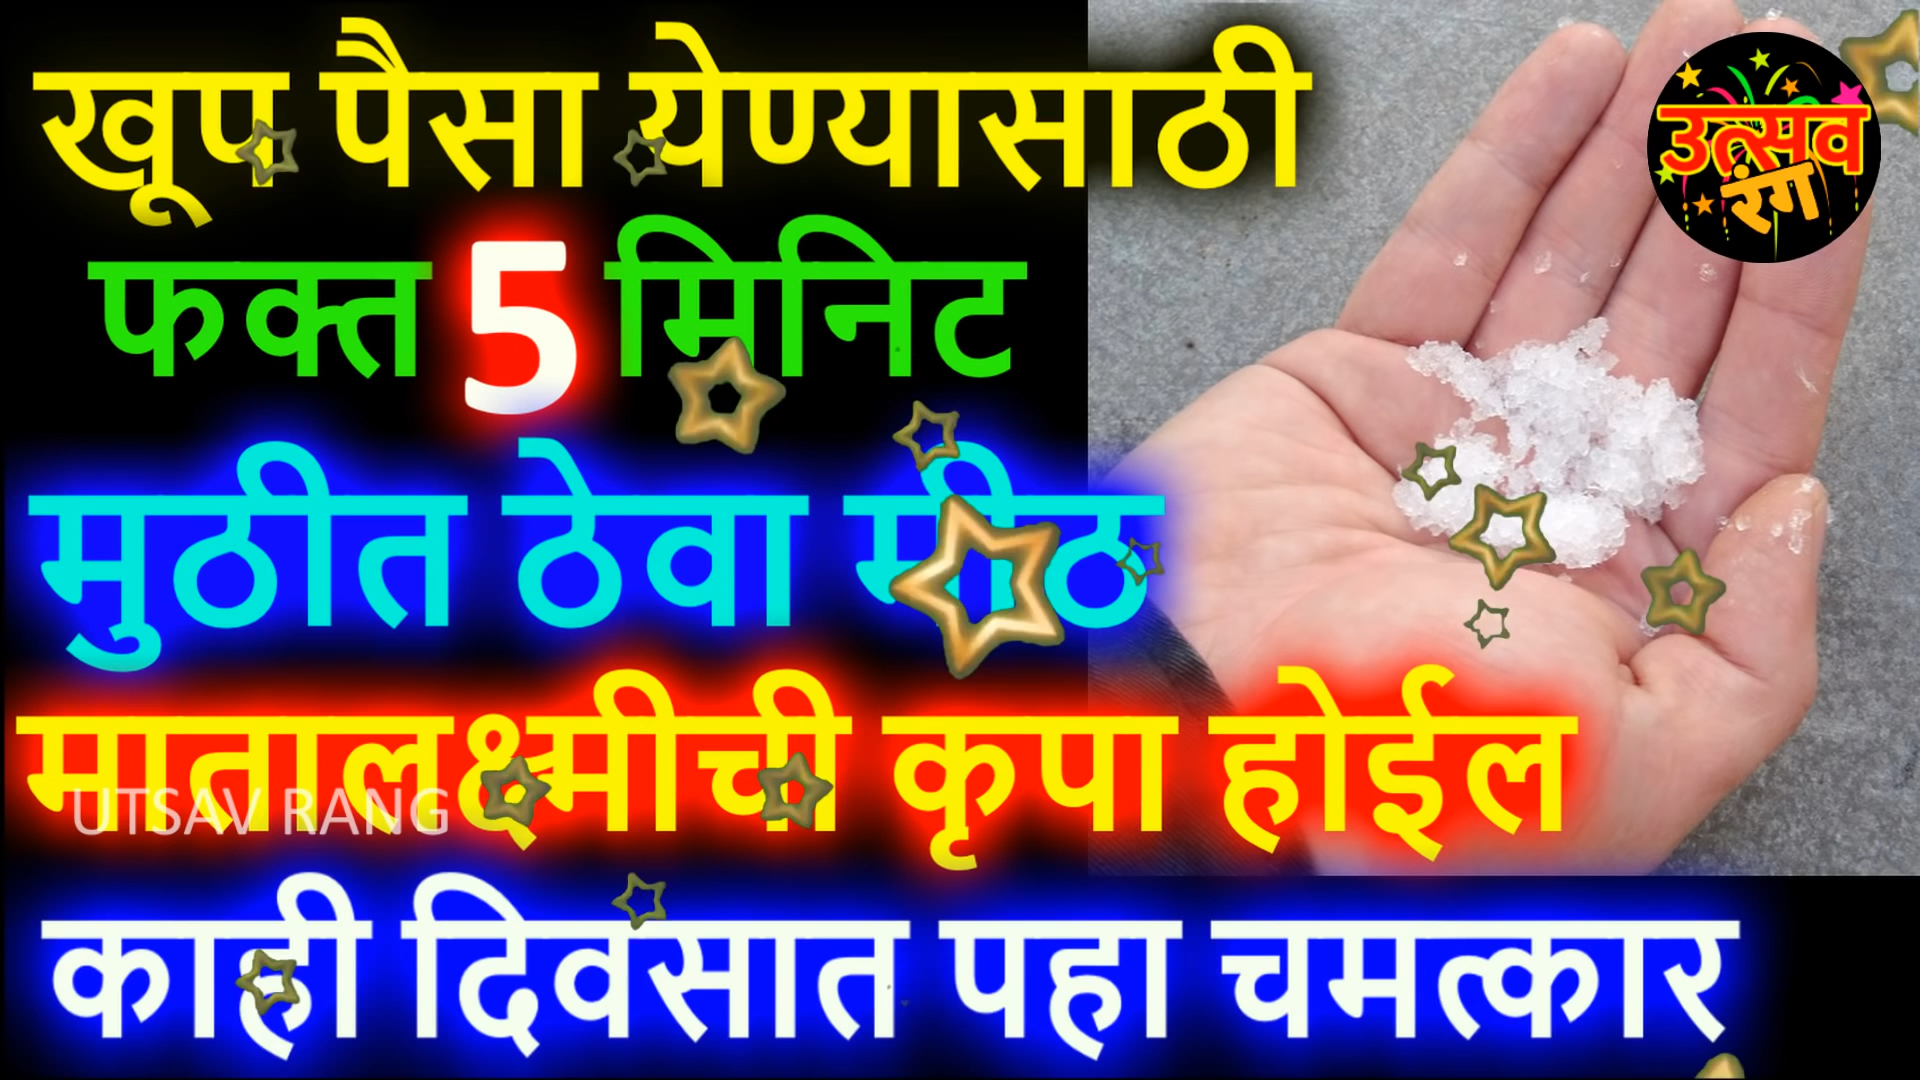 खूप पैसा येण्यासाठी
फक्त 5 मिनिट
मुठीत ठेवा मीठ
मातालक्ष्मीची कृपा होईल
काही दिवसात पहा चमत्कार
UTSAV RANG
उत्सव
रंग